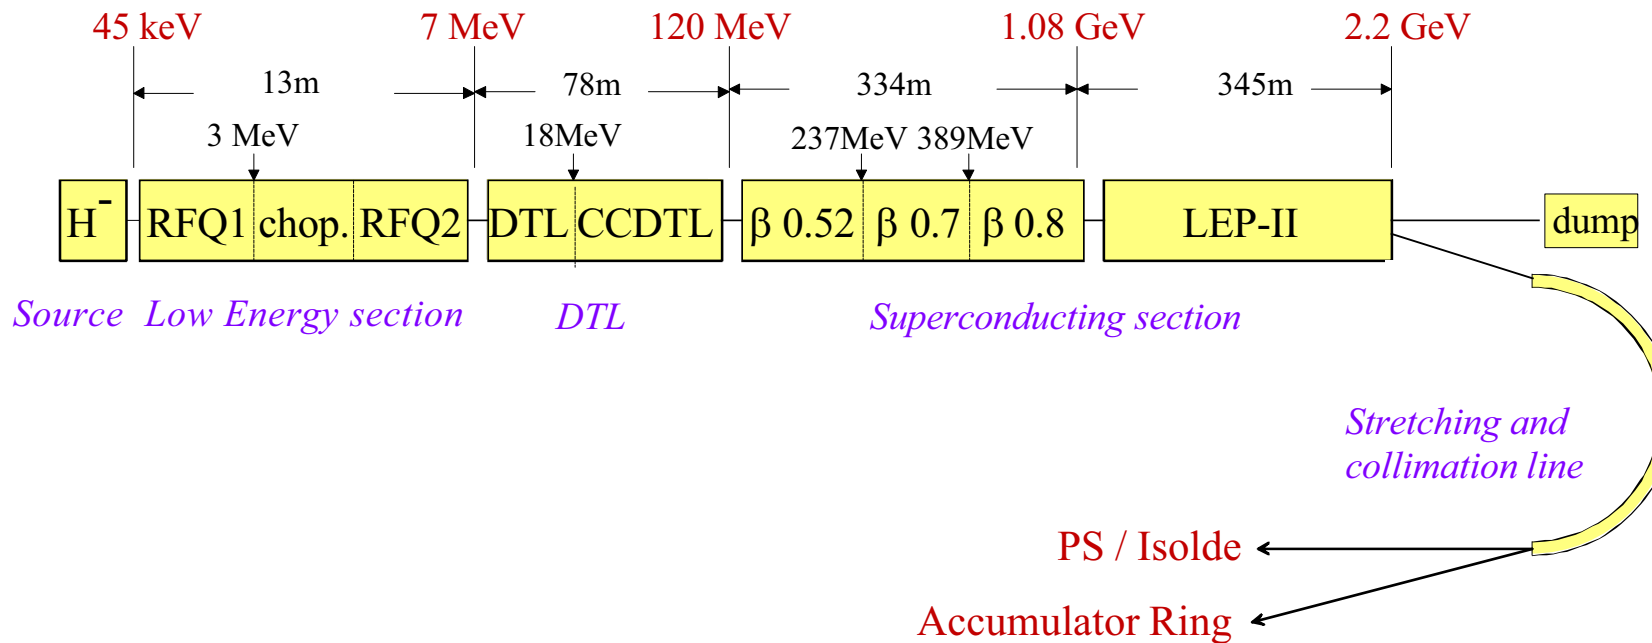 45 keV 7 MeV 120 MeV 1.08 GeV 2.2 GeV
13m 78m 334m 345m
3 MeV 18MeV 237MeV 389MeV
H⁻ RFQ1 chop. RFQ2 DTL CCDTL β 0.52 β 0.7 β 0.8 LEP-II dump
Source Low Energy section DTL Superconducting section
Stretching and
collimation line
PS / Isolde
Accumulator Ring